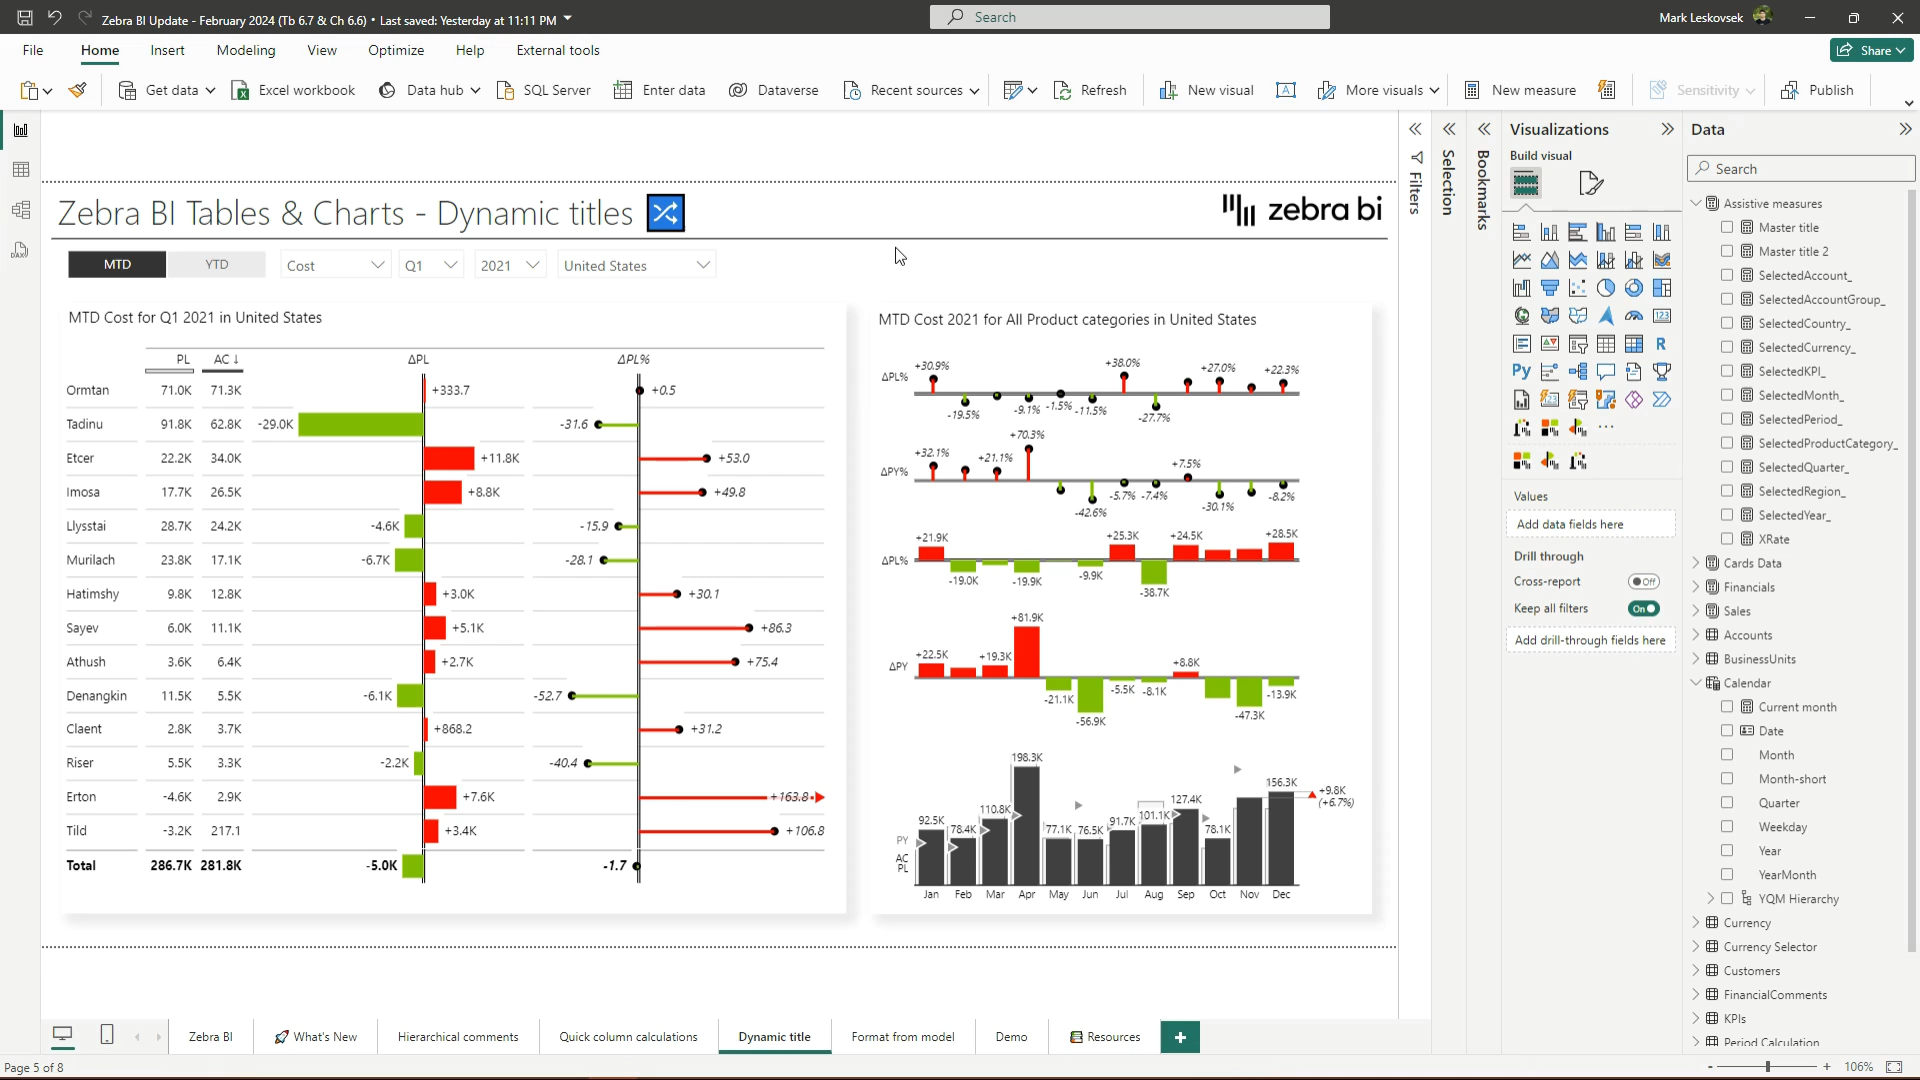 Zebra BI Update - February 2024 (Tb 6.7 & Ch 6.6) • Last saved: Yesterday at 11:11 PM
Search
Mark Leskovsek
File Home Insert Modeling View Optimize Help External tools
Share
Get data Excel workbook Data hub SQL Server Enter data Dataverse Recent sources Refresh New visual More visuals New measure Sensitivity Publish
Zebra BI Tables & Charts - Dynamic titles
zebra bi
MTD YTD Cost Q1 2021 United States
MTD Cost for Q1 2021 in United States
PL AC ↓ ΔPL ΔPL%
Ormtan 71.0K 71.3K +333.7 +0.5
Tadinu 91.8K 62.8K -29.0K -31.6
Etcer 22.2K 34.0K +11.8K +53.0
Imosa 17.7K 26.5K +8.8K +49.8
Llysstai 28.7K 24.2K -4.6K -15.9
Murilach 23.8K 17.1K -6.7K -28.1
Hatimshy 9.8K 12.8K +3.0K +30.1
Sayev 6.0K 11.1K +5.1K +86.3
Athush 3.6K 6.4K +2.7K +75.4
Denangkin 11.5K 5.5K -6.1K -52.7
Claent 2.8K 3.7K +868.2 +31.2
Riser 5.5K 3.3K -2.2K -40.4
Erton -4.6K 2.9K +7.6K +163.8
Tild -3.2K 217.1 +3.4K +106.8
Total 286.7K 281.8K -5.0K -1.7
MTD Cost 2021 for All Product categories in United States
ΔPL% +30.9% -19.5% -9.1% -1.5% -11.5% +38.0% -27.7% +27.0% +22.3%
ΔPY% +32.1% +21.1% +70.3% -42.6% -5.7% -7.4% +7.5% -30.1% -8.2%
ΔPL% +21.9K -19.0K -19.9K -9.9K +25.3K -38.7K +24.5K +28.5K
ΔPY +22.5K +19.3K +81.9K -21.1K -56.9K -5.5K -8.1K +8.8K -47.3K -13.9K
92.5K 78.4K 110.8K 198.3K 77.1K 76.5K 91.7K 101.1K 127.4K 78.1K 156.3K
+9.8K
(+6.7%)
PY
AC
PL
Jan Feb Mar Apr May Jun Jul Aug Sep Oct Nov Dec
Filters
Selection
Bookmarks
Visualizations
Build visual
R
Py
123
Values
Add data fields here
Drill through
Cross-report Off
Keep all filters On
Add drill-through fields here
Data
Search
Assistive measures
Master title
Master title 2
SelectedAccount_
SelectedAccountGroup_
SelectedCountry_
SelectedCurrency_
SelectedKPI_
SelectedMonth_
SelectedPeriod_
SelectedProductCategory_
SelectedQuarter_
SelectedRegion_
SelectedYear_
XRate
Cards Data
Financials
Sales
Accounts
BusinessUnits
Calendar
Current month
Date
Month
Month-short
Quarter
Weekday
Year
YearMonth
YQM Hierarchy
Currency
Currency Selector
Customers
FinancialComments
KPIs
Period Calculation
Zebra BI What's New Hierarchical comments Quick column calculations Dynamic title Format from model Demo Resources +
Page 5 of 8
- + 106%